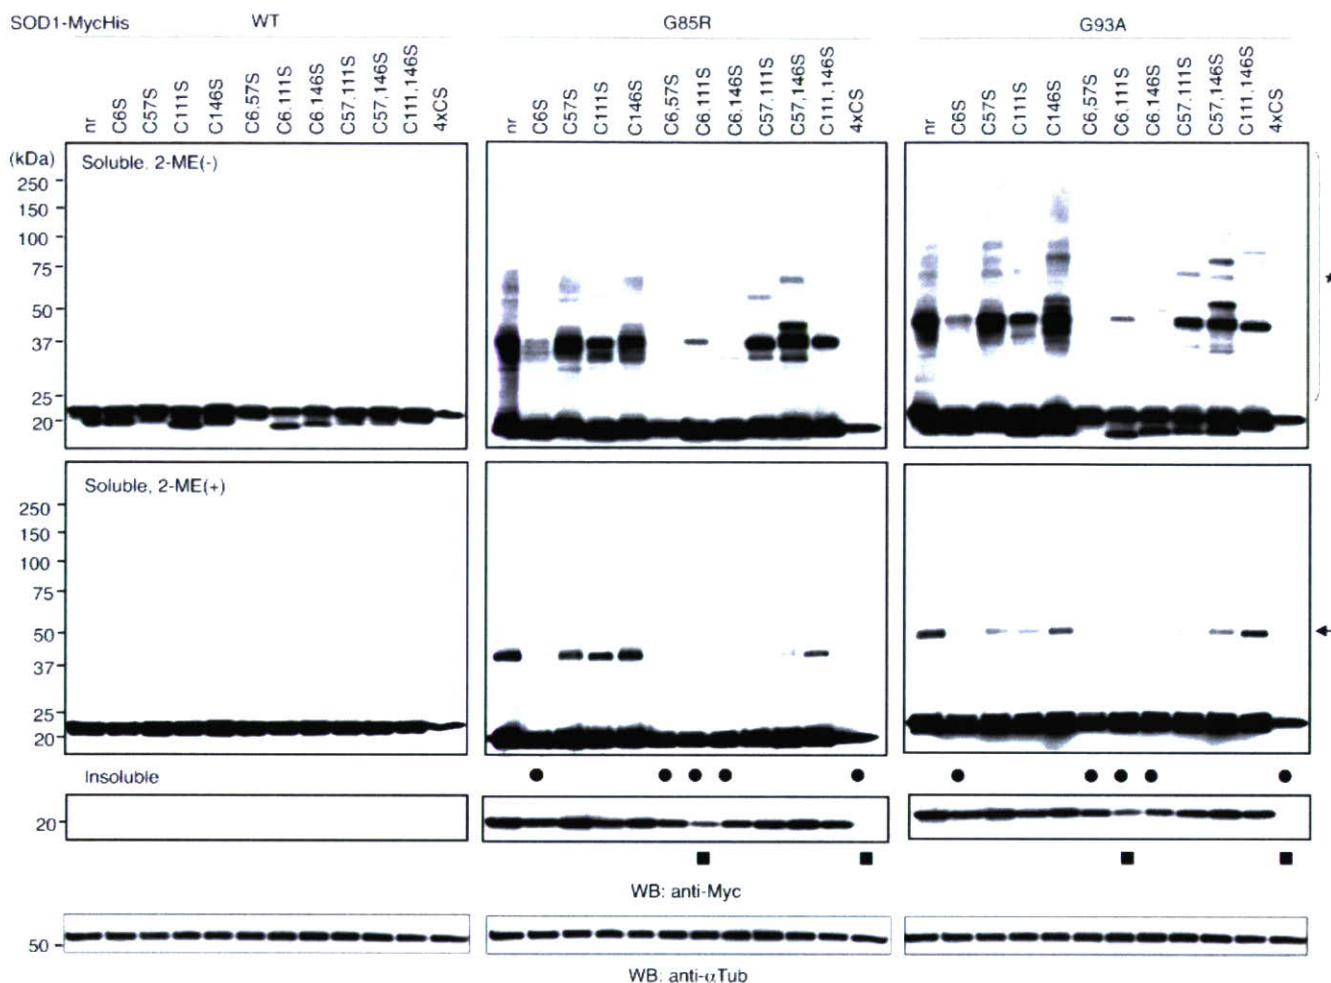 SOD1-MycHis WT G85R G93A
nr C6S C57S C111S C146S C6,57S C6,111S C6,146S C57,111S C57,146S C111,146S 4xCS
nr C6S C57S C111S C146S C6,57S C6,111S C6,146S C57,111S C57,146S C111,146S 4xCS
nr C6S C57S C111S C146S C6,57S C6,111S C6,146S C57,111S C57,146S C111,146S 4xCS
(kDa)
Soluble, 2-ME(-)
250
150
100
75
50
37
25
20
Soluble, 2-ME(+)
250
150
100
75
50
37
25
20
Insoluble
20
WB: anti-Myc
50
WB: anti-αTub